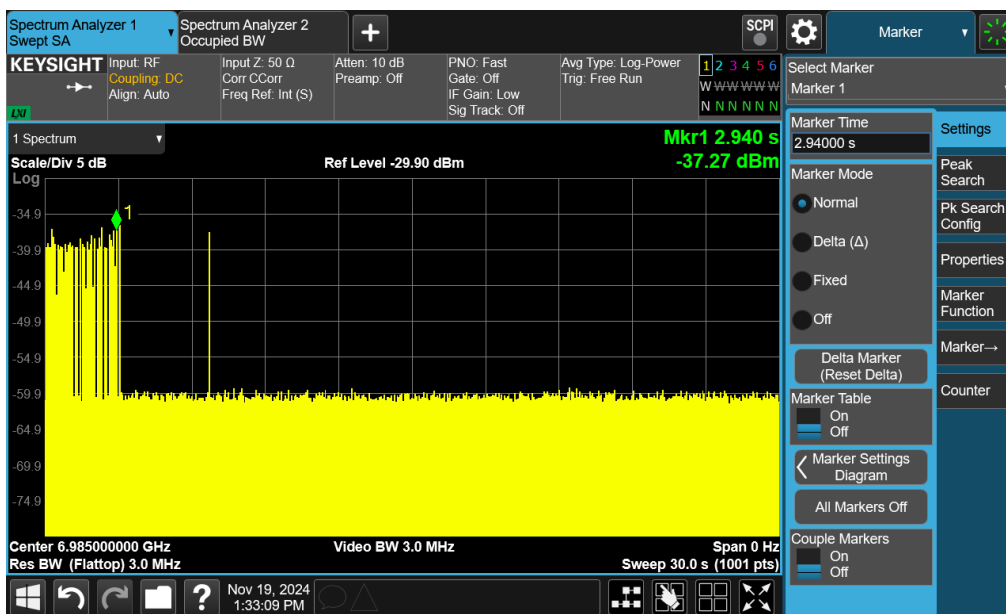 Spectrum Analyzer 1
Swept SA
Spectrum Analyzer 2
Occupied BW
SCPI
Marker
KEYSIGHT
LXI
Input: RF
Coupling: DC
Align: Auto
Input Z: 50 Ω
Corr CCorr
Freq Ref: Int (S)
Atten: 10 dB
Preamp: Off
PNO: Fast
Gate: Off
IF Gain: Low
Sig Track: Off
Avg Type: Log-Power
Trig: Free Run
1 2 3 4 5 6
W W W W W W
N N N N N N
Select Marker
Marker 1
1 Spectrum
Mkr1 2.940 s
Scale/Div 5 dB
Ref Level -29.90 dBm
-37.27 dBm
Log
1
-34.9
-39.9
-44.9
-49.9
-54.9
-59.9
-64.9
-69.9
-74.9
Center 6.985000000 GHz
Video BW 3.0 MHz
Span 0 Hz
Res BW (Flattop) 3.0 MHz
Sweep 30.0 s (1001 pts)
Marker Time
2.94000 s
Marker Mode
Normal
Delta (Δ)
Fixed
Off
Delta Marker
(Reset Delta)
Marker Table
On
Off
Marker Settings
Diagram
All Markers Off
Couple Markers
On
Off
Settings
Peak
Search
Pk Search
Config
Properties
Marker
Function
Marker→
Counter
?
Nov 19, 2024
1:33:09 PM